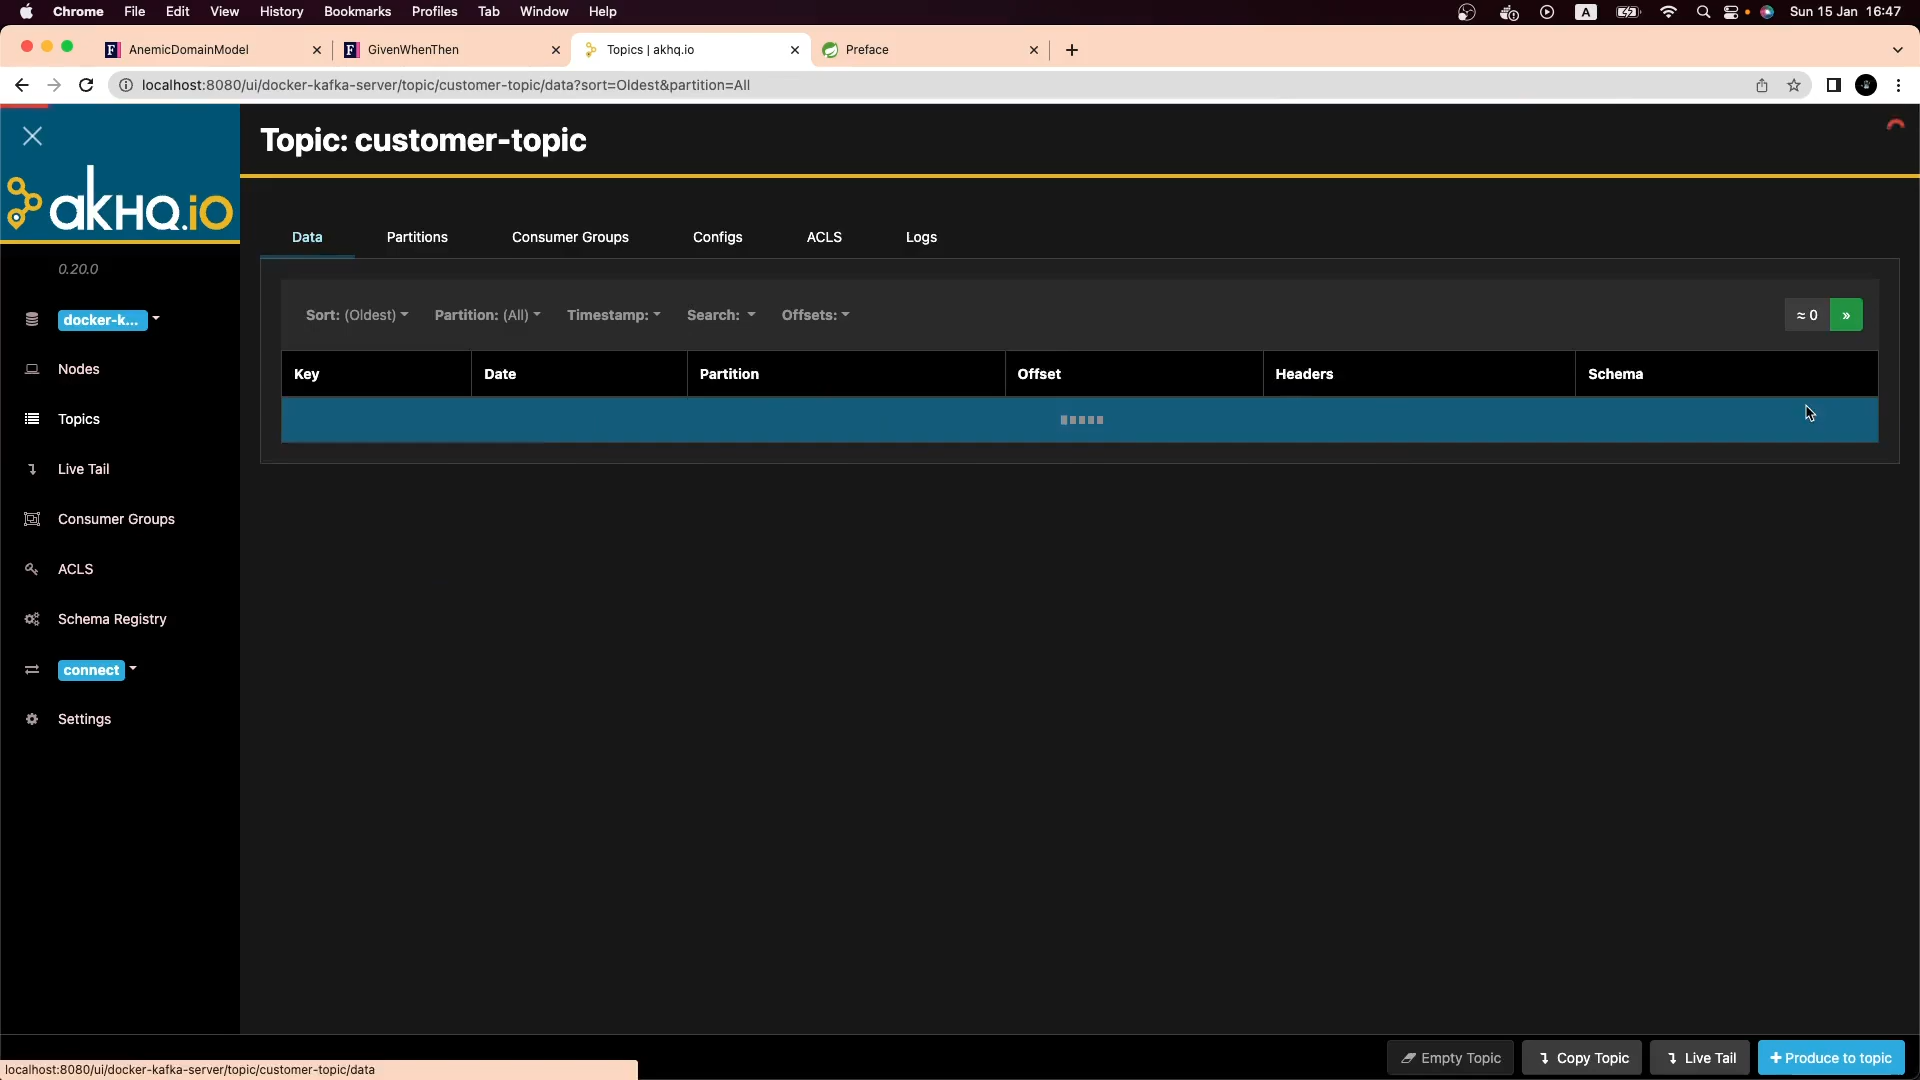 Chrome File Edit View History Bookmarks Profiles Tab Window Help
A
Sun 15 Jan 16:47
AnemicDomainModel
GivenWhenThen
Topics | akhq.io
Preface
localhost:8080/ui/docker-kafka-server/topic/customer-topic/data?sort=Oldest&partition=All
akHQ.io
0.20.0
docker-k...
Nodes
Topics
Live Tail
Consumer Groups
ACLS
Schema Registry
connect
Settings
Topic: customer-topic
Data Partitions Consumer Groups Configs ACLS Logs
Sort: (Oldest) Partition: (All) Timestamp: Search: Offsets:
≈ 0 »
Key Date Partition Offset Headers Schema
Empty Topic Copy Topic Live Tail + Produce to topic
localhost:8080/ui/docker-kafka-server/topic/customer-topic/data